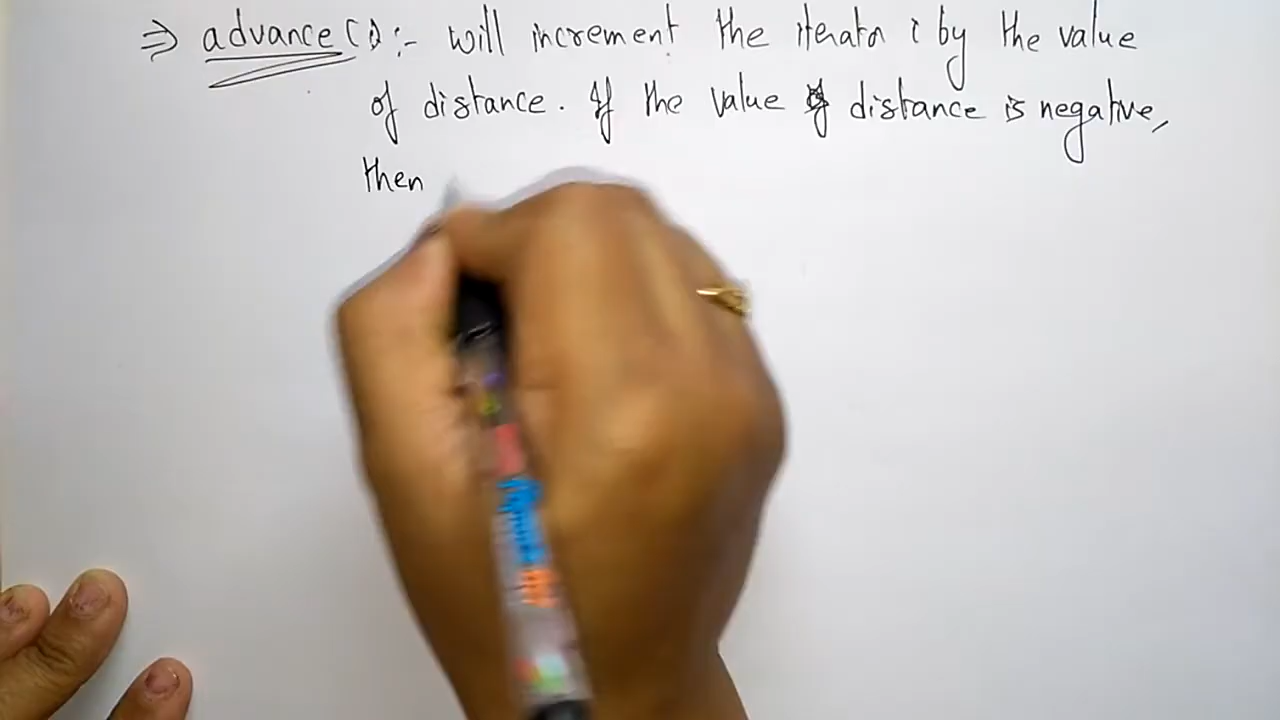 ⇒ advance():- will increment the iterator i by the value
of distance. If the value of distance is negative,
then